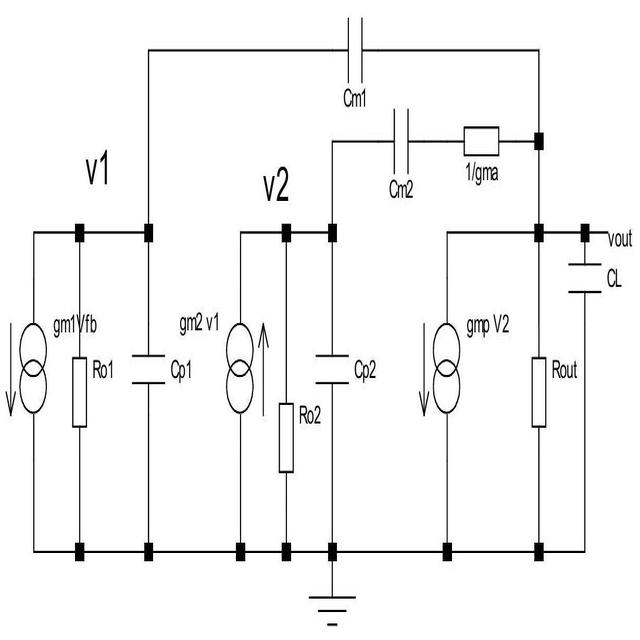 Cm1
v1
v2
Cm2
1/gma
vout
CL
gm1Vfb
Ro1
Cp1
gm2 v1
Ro2
Cp2
gmp V2
Rout